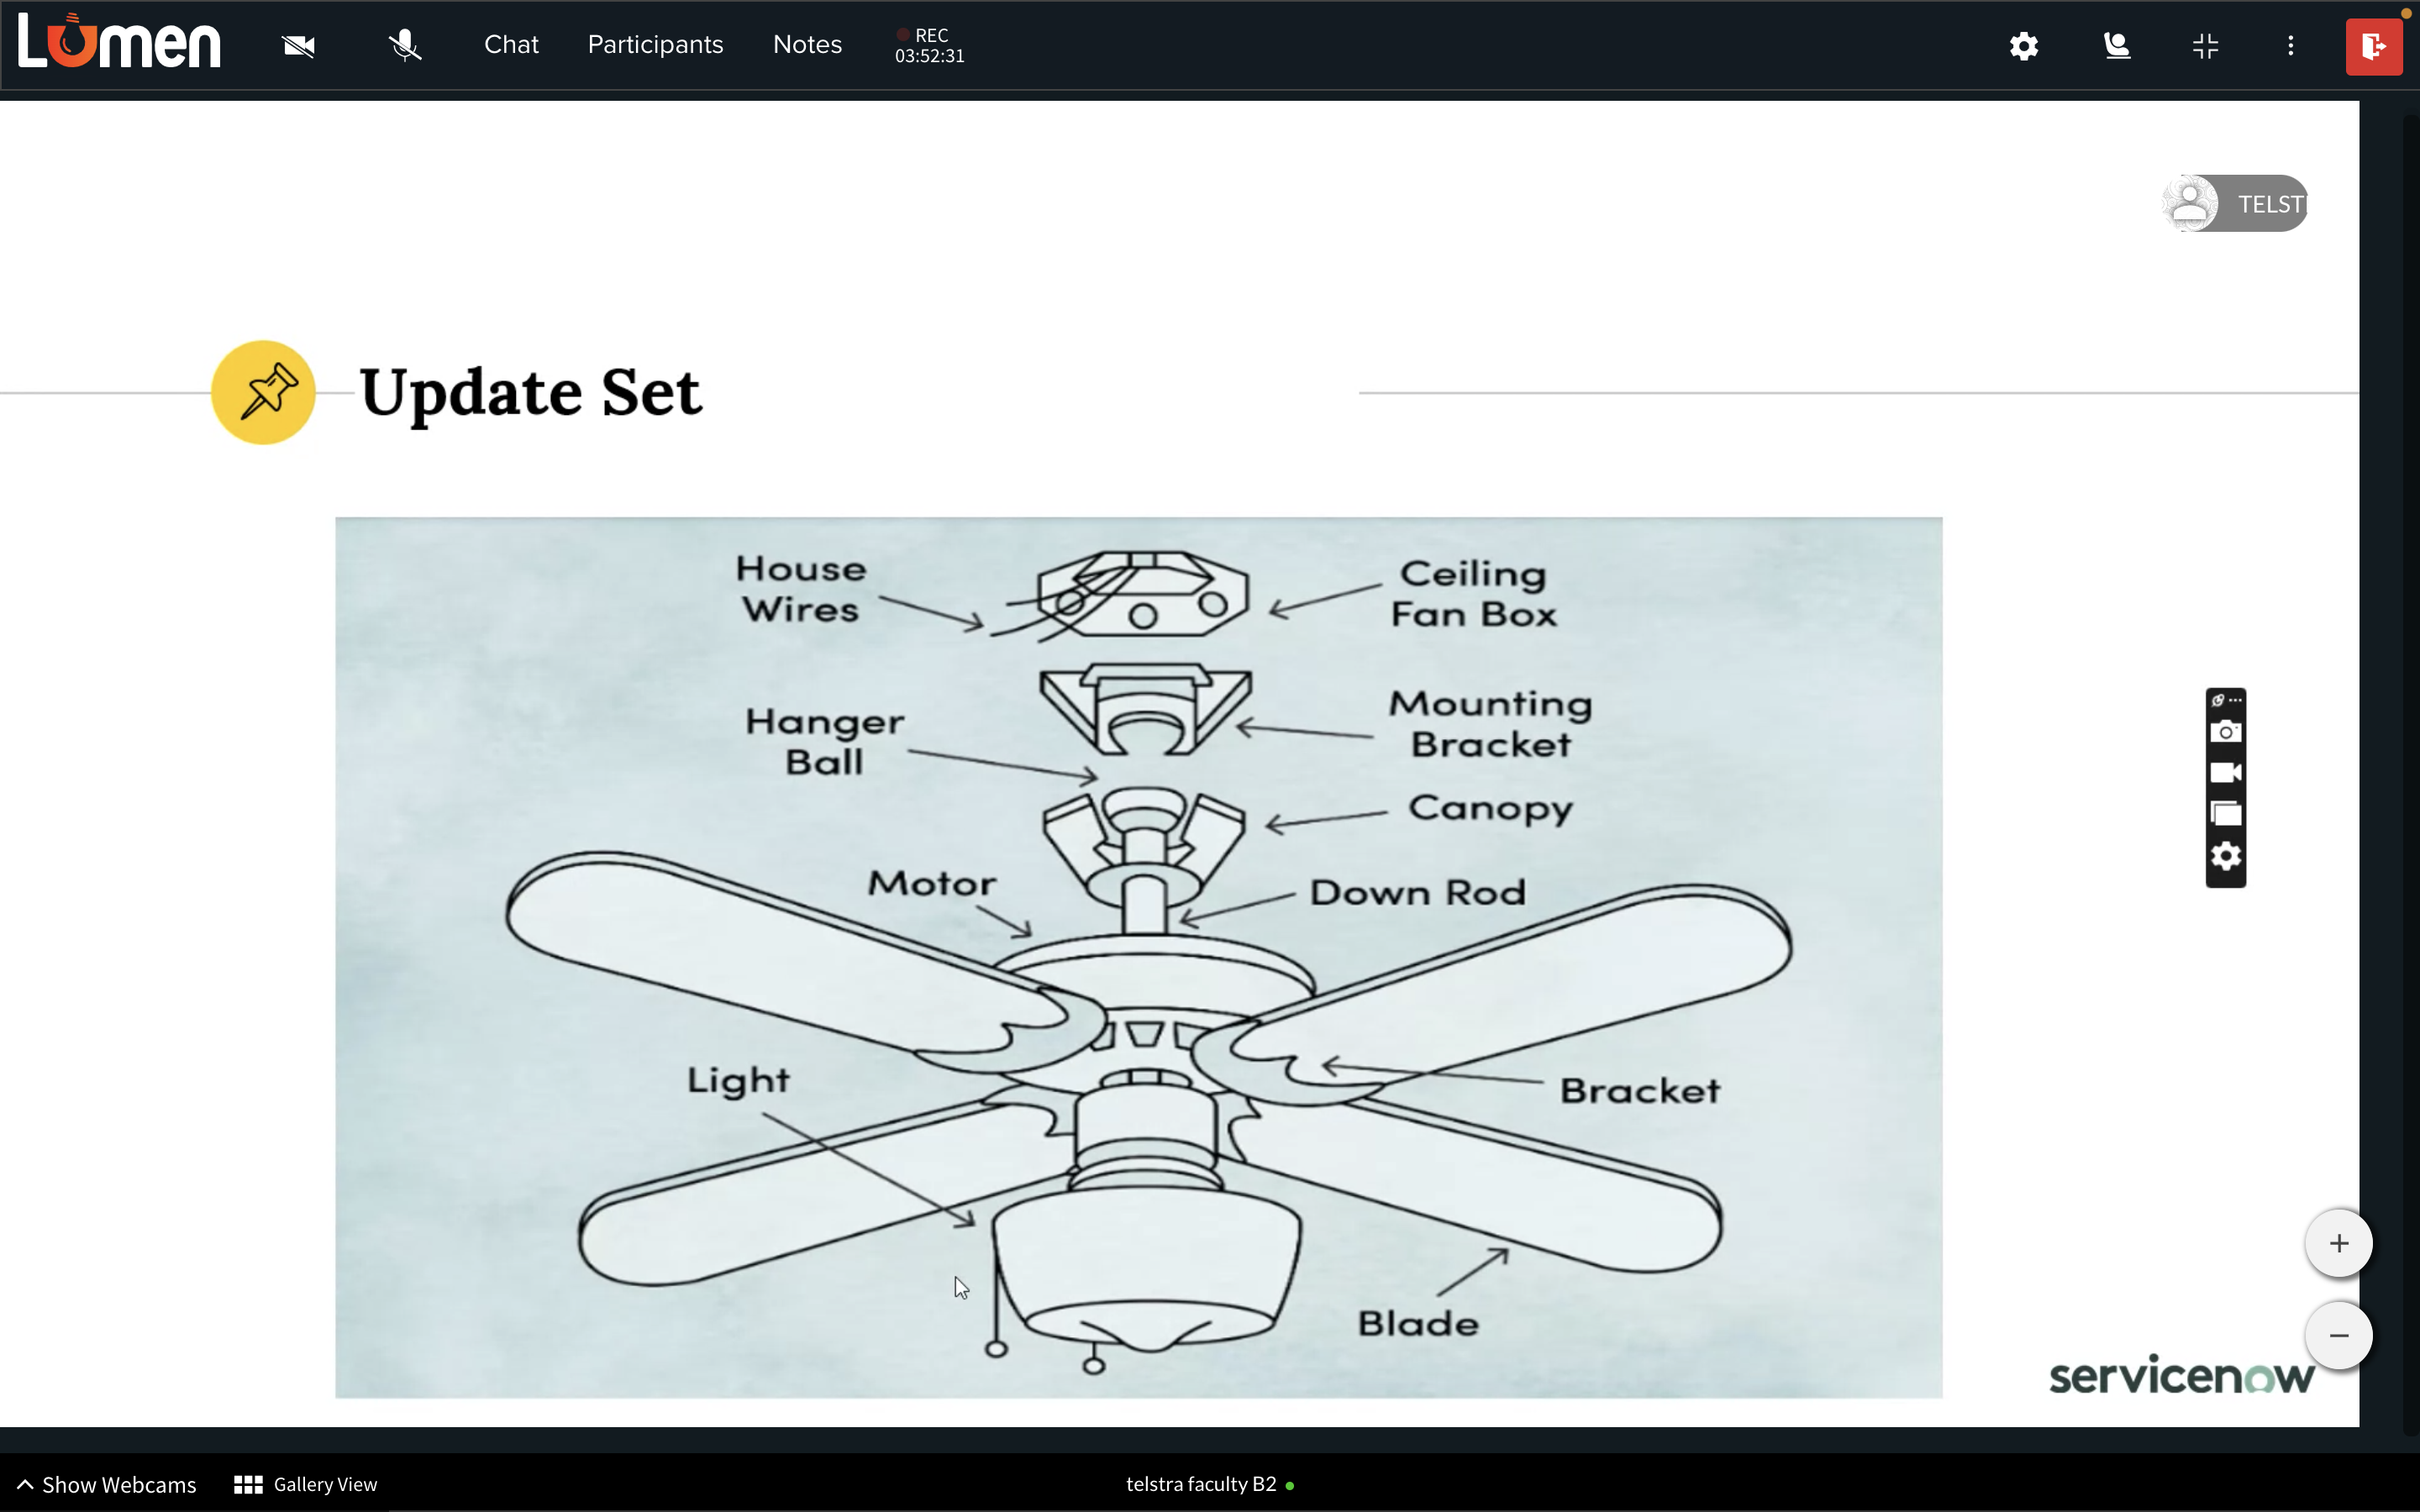 Lumen
Chat
Participants
Notes
REC
03:52:31
TELST
Update Set
House
Wires
Ceiling
Fan Box
Hanger
Ball
Mounting
Bracket
Canopy
Motor
Down Rod
Light
Bracket
Blade
servicenow
Show Webcams
Gallery View
telstra faculty B2